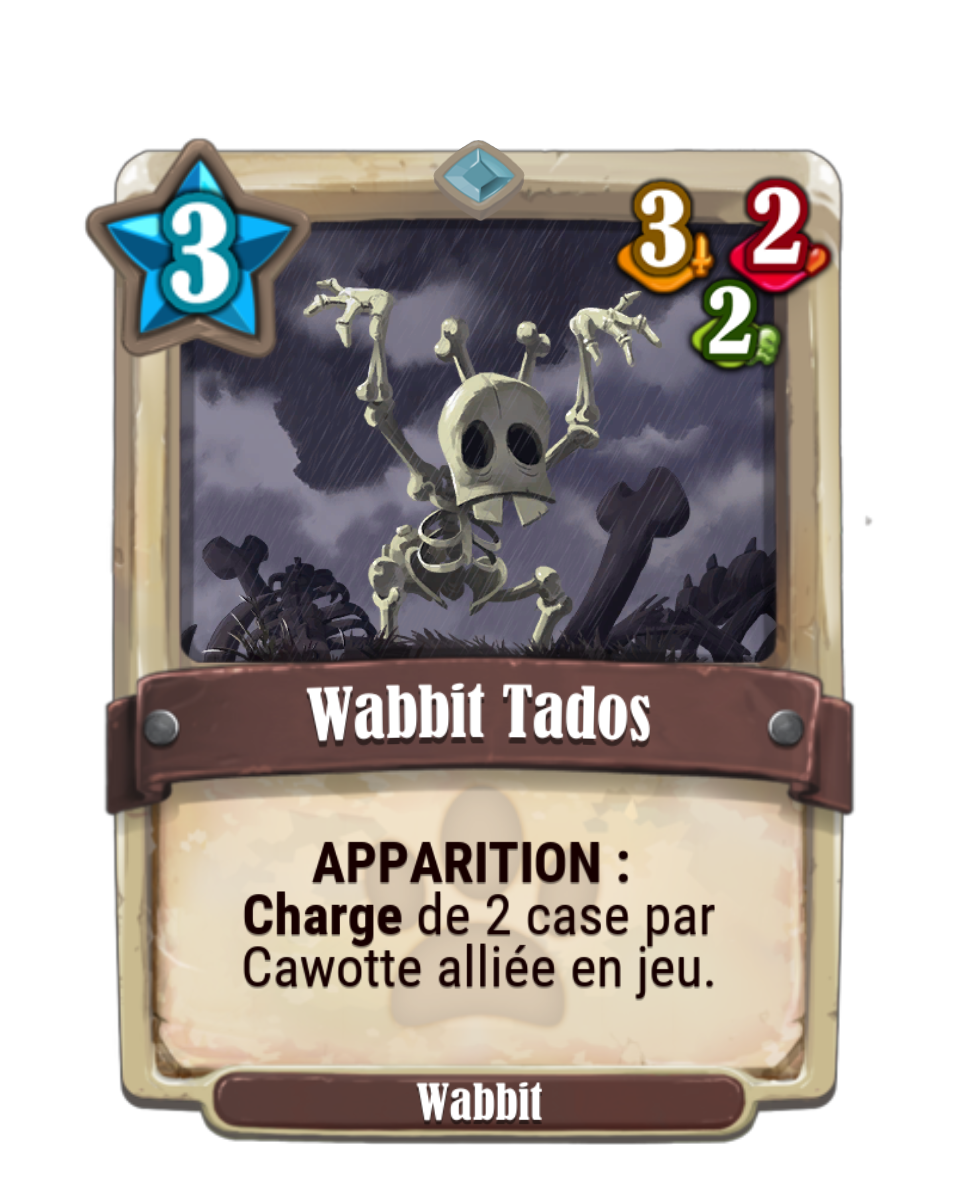 3
3
2
2
Wabbit Tados
APPARITION :
Charge de 2 case par
Cawotte alliée en jeu.
Wabbit